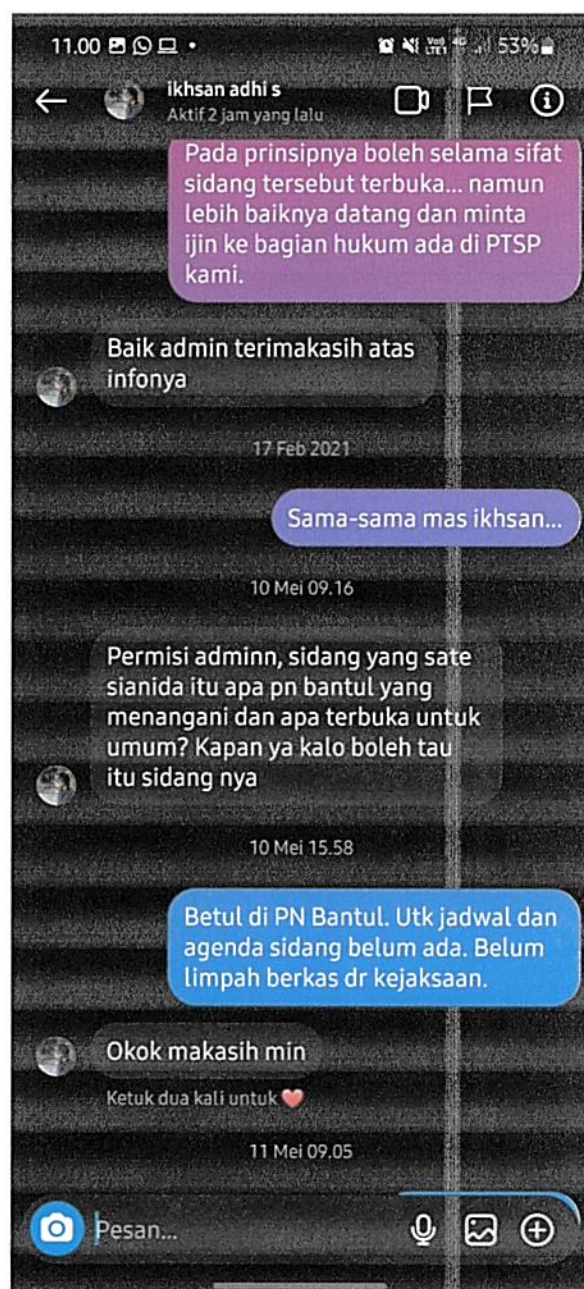 11.00
53%
ikhsan adhi s
Aktif 2 jam yang lalu
Pada prinsipnya boleh selama sifat
sidang tersebut terbuka... namun
lebih baiknya datang dan minta
ijin ke bagian hukum ada di PTSP
kami.
Baik admin terimakasih atas
infonya
17 Feb 2021
Sama-sama mas ikhsan...
10 Mei 09.16
Permisi adminn, sidang yang sate
sianida itu apa pn bantul yang
menangani dan apa terbuka untuk
umum? Kapan ya kalo boleh tau
itu sidang nya
10 Mei 15.58
Betul di PN Bantul. Utk jadwal dan
agenda sidang belum ada. Belum
limpah berkas dr kejaksaan.
Okok makasih min
Ketuk dua kali untuk ❤️
11 Mei 09.05
Pesan...